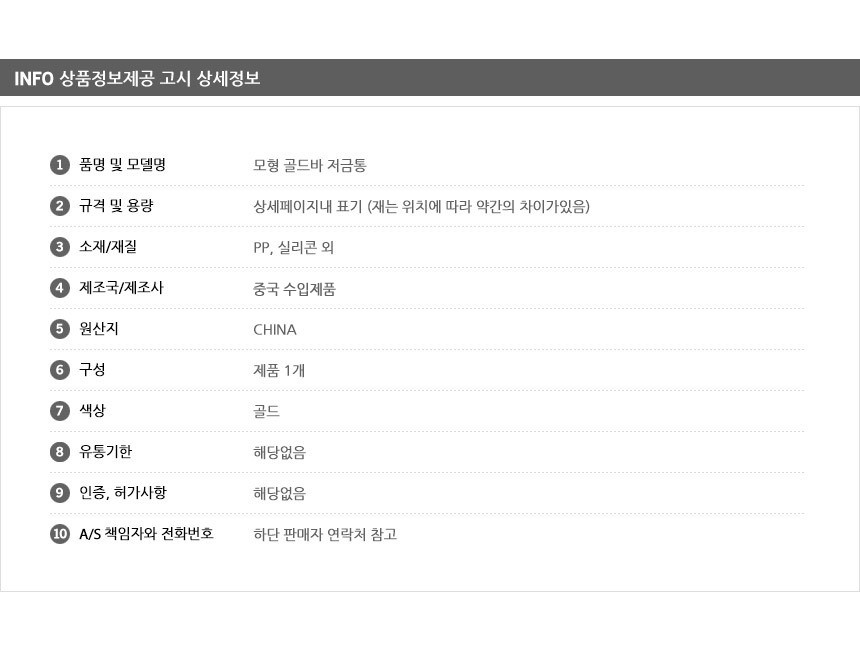 INFO 상품정보제공 고시 상세정보
1 품명 및 모델명 모형 골드바 저금통
2 규격 및 용량 상세페이지내 표기 (재는 위치에 따라 약간의 차이가있음)
3 소재/재질 PP, 실리콘 외
4 제조국/제조사 중국 수입제품
5 원산지 CHINA
6 구성 제품 1개
7 색상 골드
8 유통기한 해당없음
9 인증, 허가사항 해당없음
10 A/S 책임자와 전화번호 하단 판매자 연락처 참고